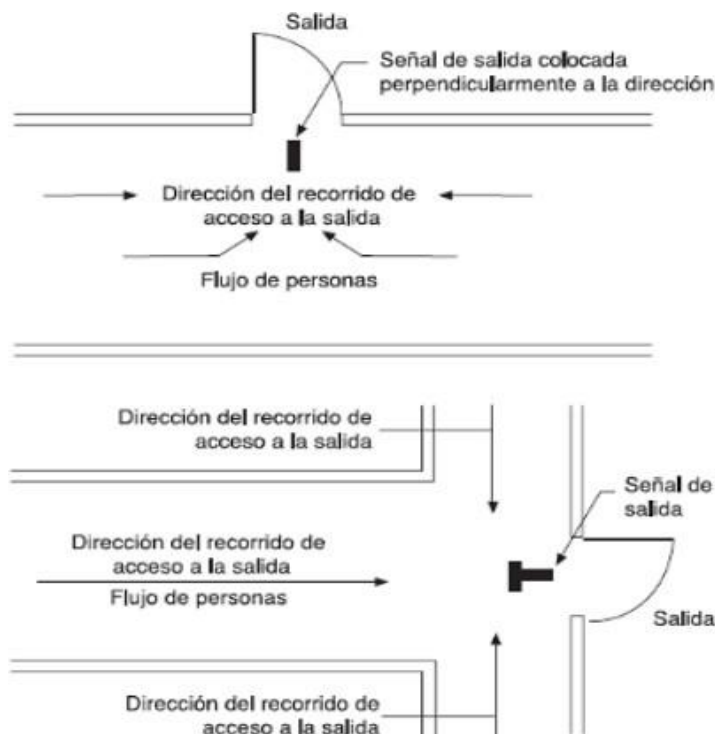 Salida
Señal de salida colocada
perpendicularmente a la dirección
Dirección del recorrido de
acceso a la salida
Flujo de personas
Dirección del recorrido de
acceso a la salida
Señal de
salida
Dirección del recorrido de
acceso a la salida
Flujo de personas
Salida
Dirección del recorrido de
acceso a la salida